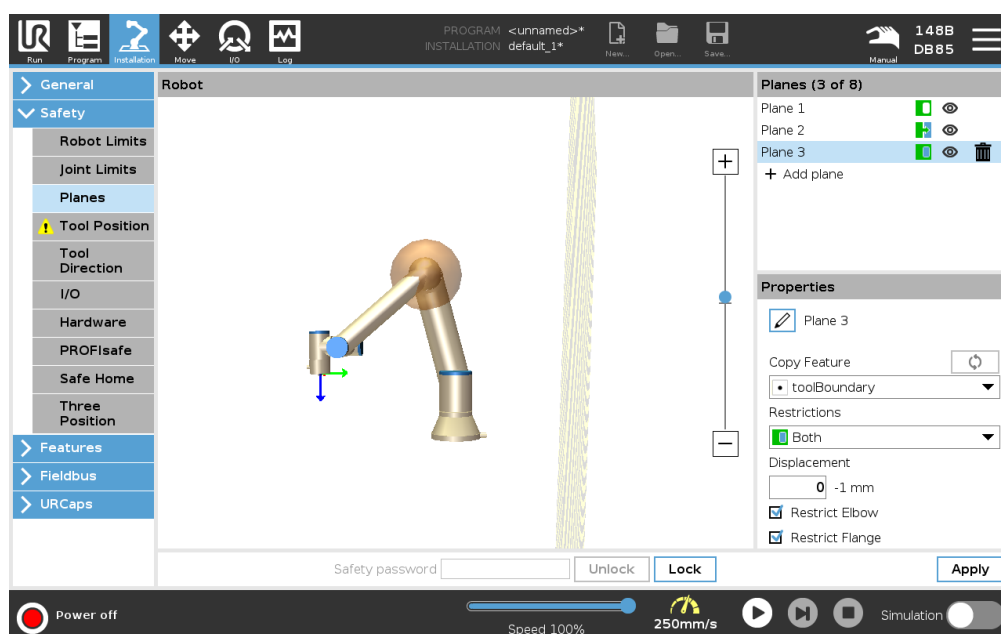 PROGRAM <unnamed>*
INSTALLATION default_1*
New...
Open...
Save...
Run
Program
Installation
Move
I/O
Log
Manual
148B
DB85
General
Safety
Robot Limits
Joint Limits
Planes
Tool Position
Tool
Direction
I/O
Hardware
PROFIsafe
Safe Home
Three
Position
Features
Fieldbus
URCaps
Robot
Planes (3 of 8)
Plane 1
Plane 2
Plane 3
+ Add plane
Properties
Plane 3
Copy Feature
toolBoundary
Restrictions
Both
Displacement
0 -1 mm
Restrict Elbow
Restrict Flange
Safety password
Unlock
Lock
Apply
Power off
Speed 100%
250mm/s
Simulation